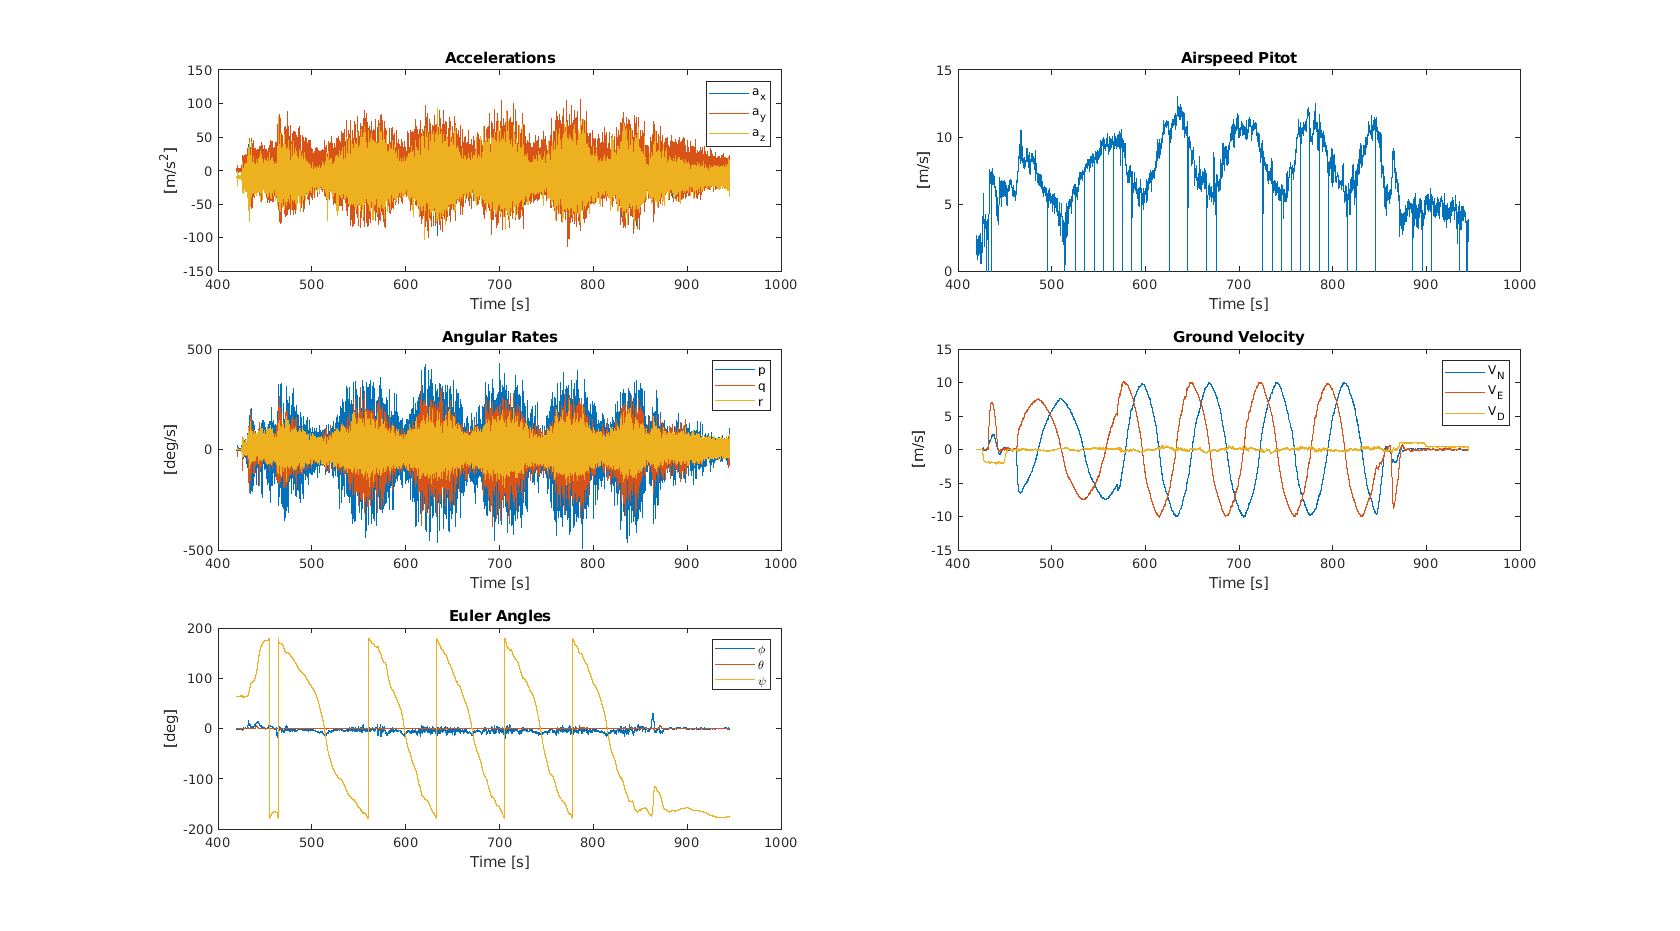 Accelerations
150
100
50
0
-50
-100
-150
[m/s2]
400 500 600 700 800 900 1000
Time [s]
ax
ay
az
Airspeed Pitot
15
10
5
0
[m/s]
400 500 600 700 800 900 1000
Time [s]
Angular Rates
500
0
-500
[deg/s]
400 500 600 700 800 900 1000
Time [s]
p
q
r
Ground Velocity
15
10
5
0
-5
-10
-15
[m/s]
400 500 600 700 800 900 1000
Time [s]
VN
VE
VD
Euler Angles
200
100
0
-100
-200
[deg]
400 500 600 700 800 900 1000
Time [s]
ϕ
θ
ψ